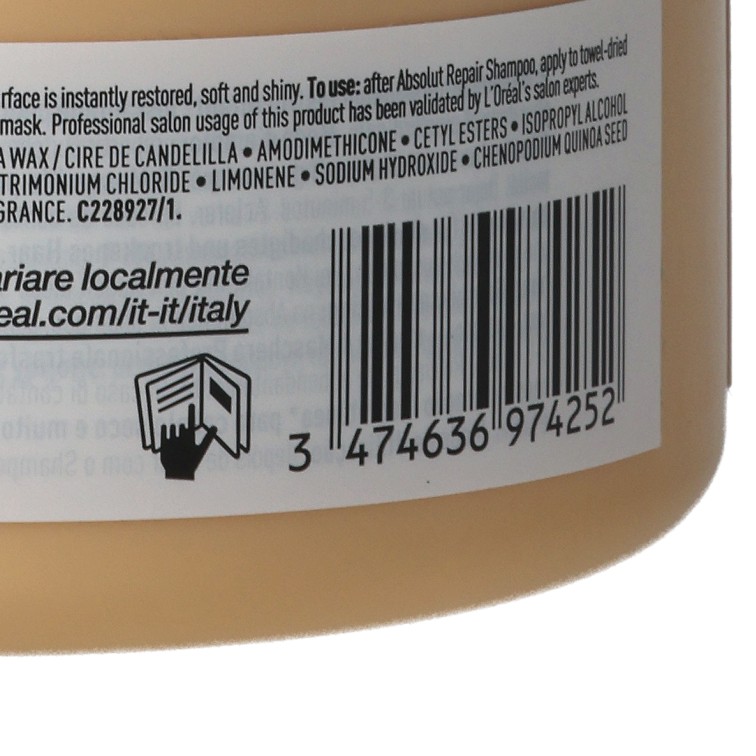 rface is instantly restored, soft and shiny. To use: after Absolut Repair Shampoo, apply to towel-dried
mask. Professional salon usage of this product has been validated by L'Oréal's salon experts.
A WAX / CIRE DE CANDELILLA • AMODIMETHICONE • CETYL ESTERS • ISOPROPYL ALCOHOL
TRIMONIUM CHLORIDE • LIMONENE • SODIUM HYDROXIDE • CHENOPODIUM QUINOA SEED
GRANCE. C228927/1.
ariare localmente
eal.com/it-it/italy
3 474636 974252